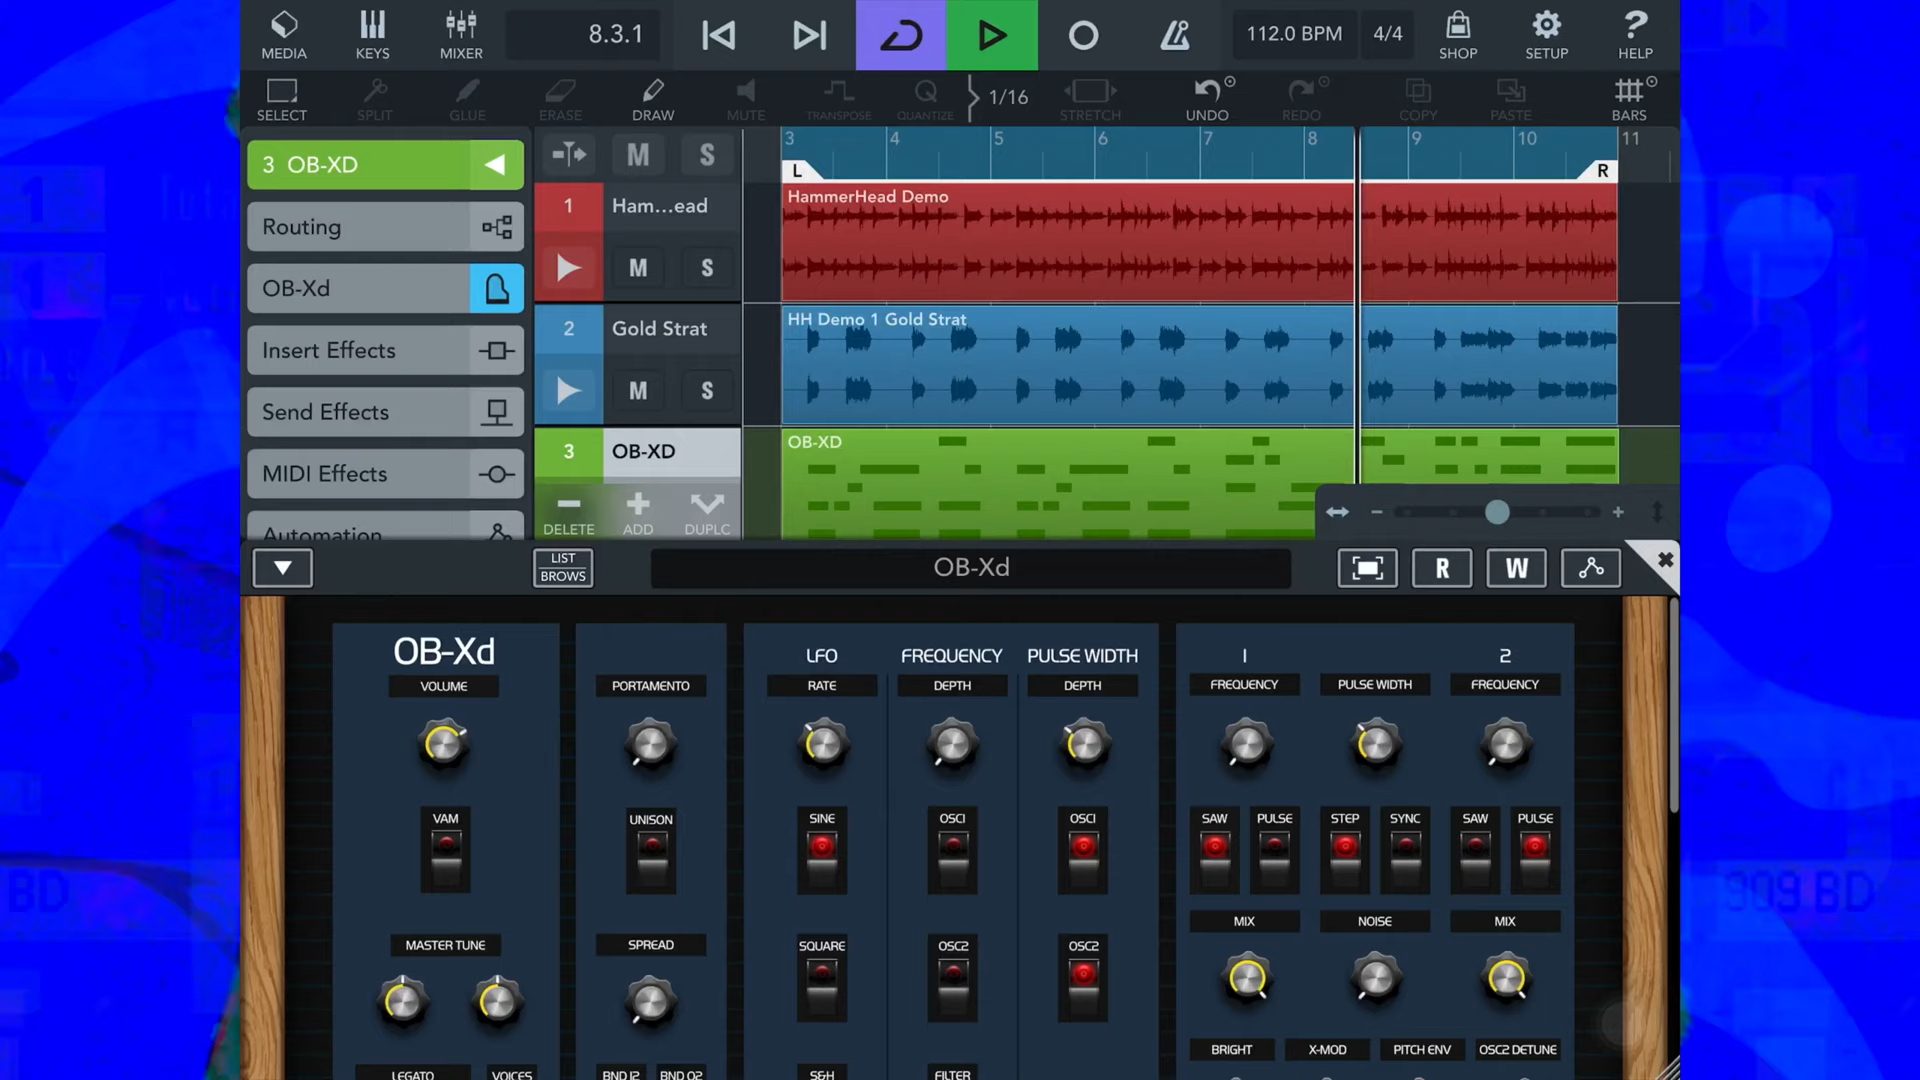 MEDIA
KEYS
MIXER
8.3.1
112.0 BPM
4/4
SHOP
SETUP
HELP
SELECT
SPLIT
GLUE
ERASE
DRAW
MUTE
TRANSPOSE
QUANTIZE
1/16
STRETCH
UNDO
REDO
COPY
PASTE
BARS
3 OB-XD
Routing
OB-Xd
Insert Effects
Send Effects
MIDI Effects
Automation
M S
1 Ham...ead
M S
2 Gold Strat
M S
3 OB-XD
DELETE ADD DUPLC
3 4 5 6 7 8 9 10 11
L R
HammerHead Demo
HH Demo 1 Gold Strat
OB-XD
LIST
BROWS
OB-Xd
R W
OB-Xd
VOLUME
VAM
MASTER TUNE
LEGATO VOICES
PORTAMENTO
UNISON
SPREAD
BND 12 BND O2
LFO FREQUENCY PULSE WIDTH
RATE DEPTH DEPTH
SINE OSC1 OSC1
SQUARE OSC2 OSC2
S&H FILTER
1 2
FREQUENCY PULSE WIDTH FREQUENCY
SAW PULSE STEP SYNC SAW PULSE
MIX NOISE MIX
BRIGHT X-MOD PITCH ENV OSC2 DETUNE
BD
909 BD